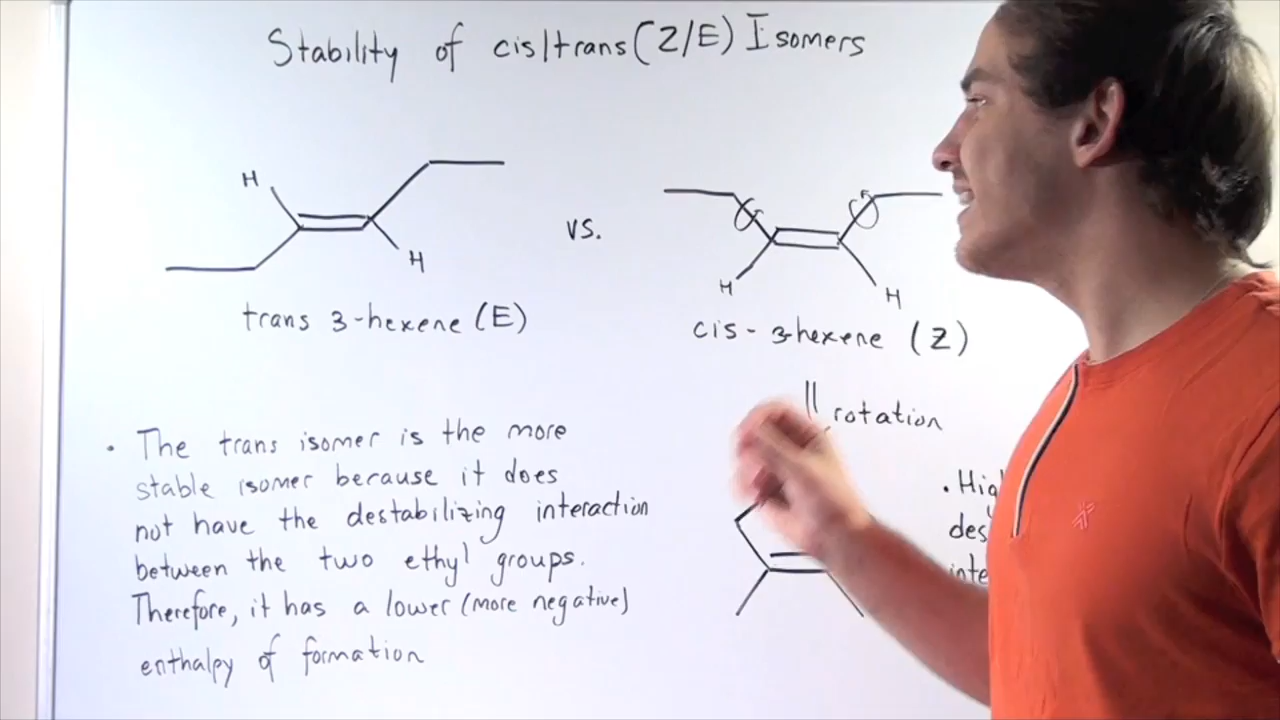 Stability of cis/trans (Z/E) Isomers
H
H
trans 3-hexene (E)
vs.
H
H
cis- 3-hexene (Z)
rotation
• The trans isomer is the more
stable isomer because it does
not have the destabilizing interaction
between the two ethyl groups.
Therefore, it has a lower (more negative)
enthalpy of formation